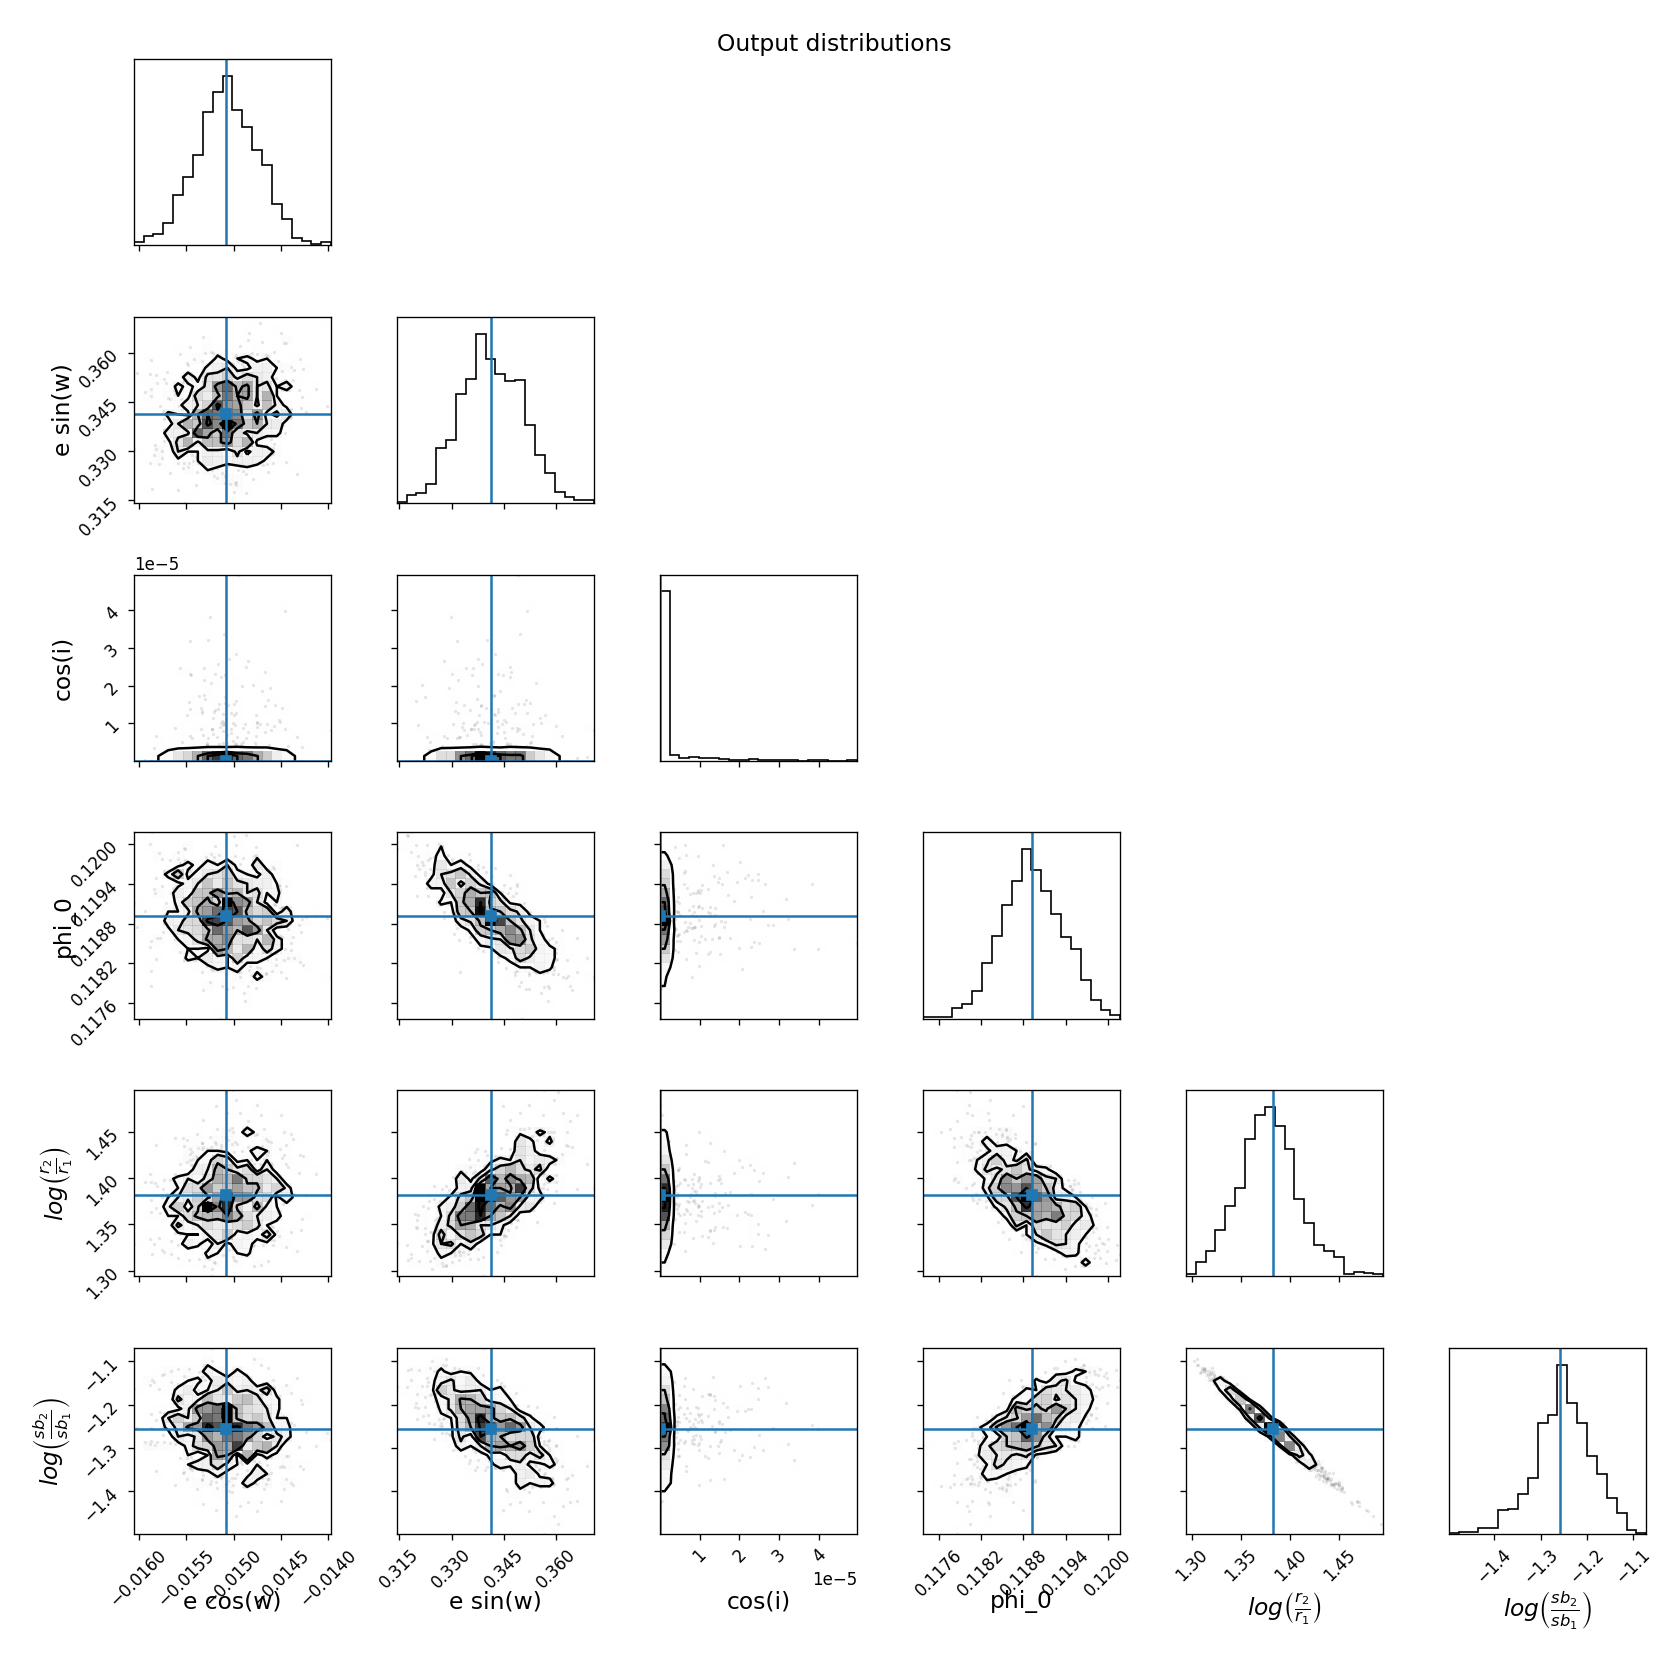 Output distributions
e sin(w)
0.360
0.345
0.330
0.315
1e−5
cos(i)
4
3
2
1
phi_0
0.1200
0.1194
0.1188
0.1182
0.1176
log(r2/r1)
1.45
1.40
1.35
1.30
log(sb2/sb1)
−1.1
−1.2
−1.3
−1.4
−0.0160 −0.0155 −0.0150 −0.0145 −0.0140
e cos(w)
0.315 0.330 0.345 0.360
e sin(w)
1 2 3 4
1e−5
cos(i)
0.1176 0.1182 0.1188 0.1194 0.1200
phi_0
1.30 1.35 1.40 1.45
log(r2/r1)
−1.4 −1.3 −1.2 −1.1
log(sb2/sb1)